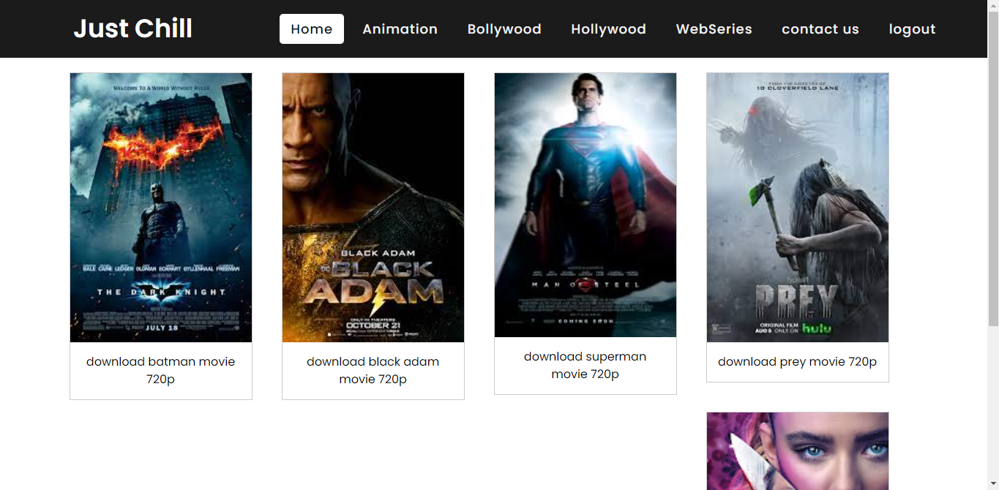 Just Chill
Home
Animation
Bollywood
Hollywood
WebSeries
contact us
logout
WELCOME TO A WORLD WITHOUT RULES
BALE CAINE LEDGER OLDMAN ECKHART GYLLENHAAL FREEMAN
THE DARK KNIGHT
JULY 18
download batman movie
720p
BLACK ADAM
DC BLACK
ADAM
ONLY IN THEATERS
OCTOBER 21
download black adam
movie 720p
MAN OF STEEL
COMING SOON
download superman
movie 720p
FROM THE DIRECTOR OF
10 CLOVERFIELD LANE
PREY
ORIGINAL FILM
AUG 5 ONLY ON hulu
download prey movie 720p